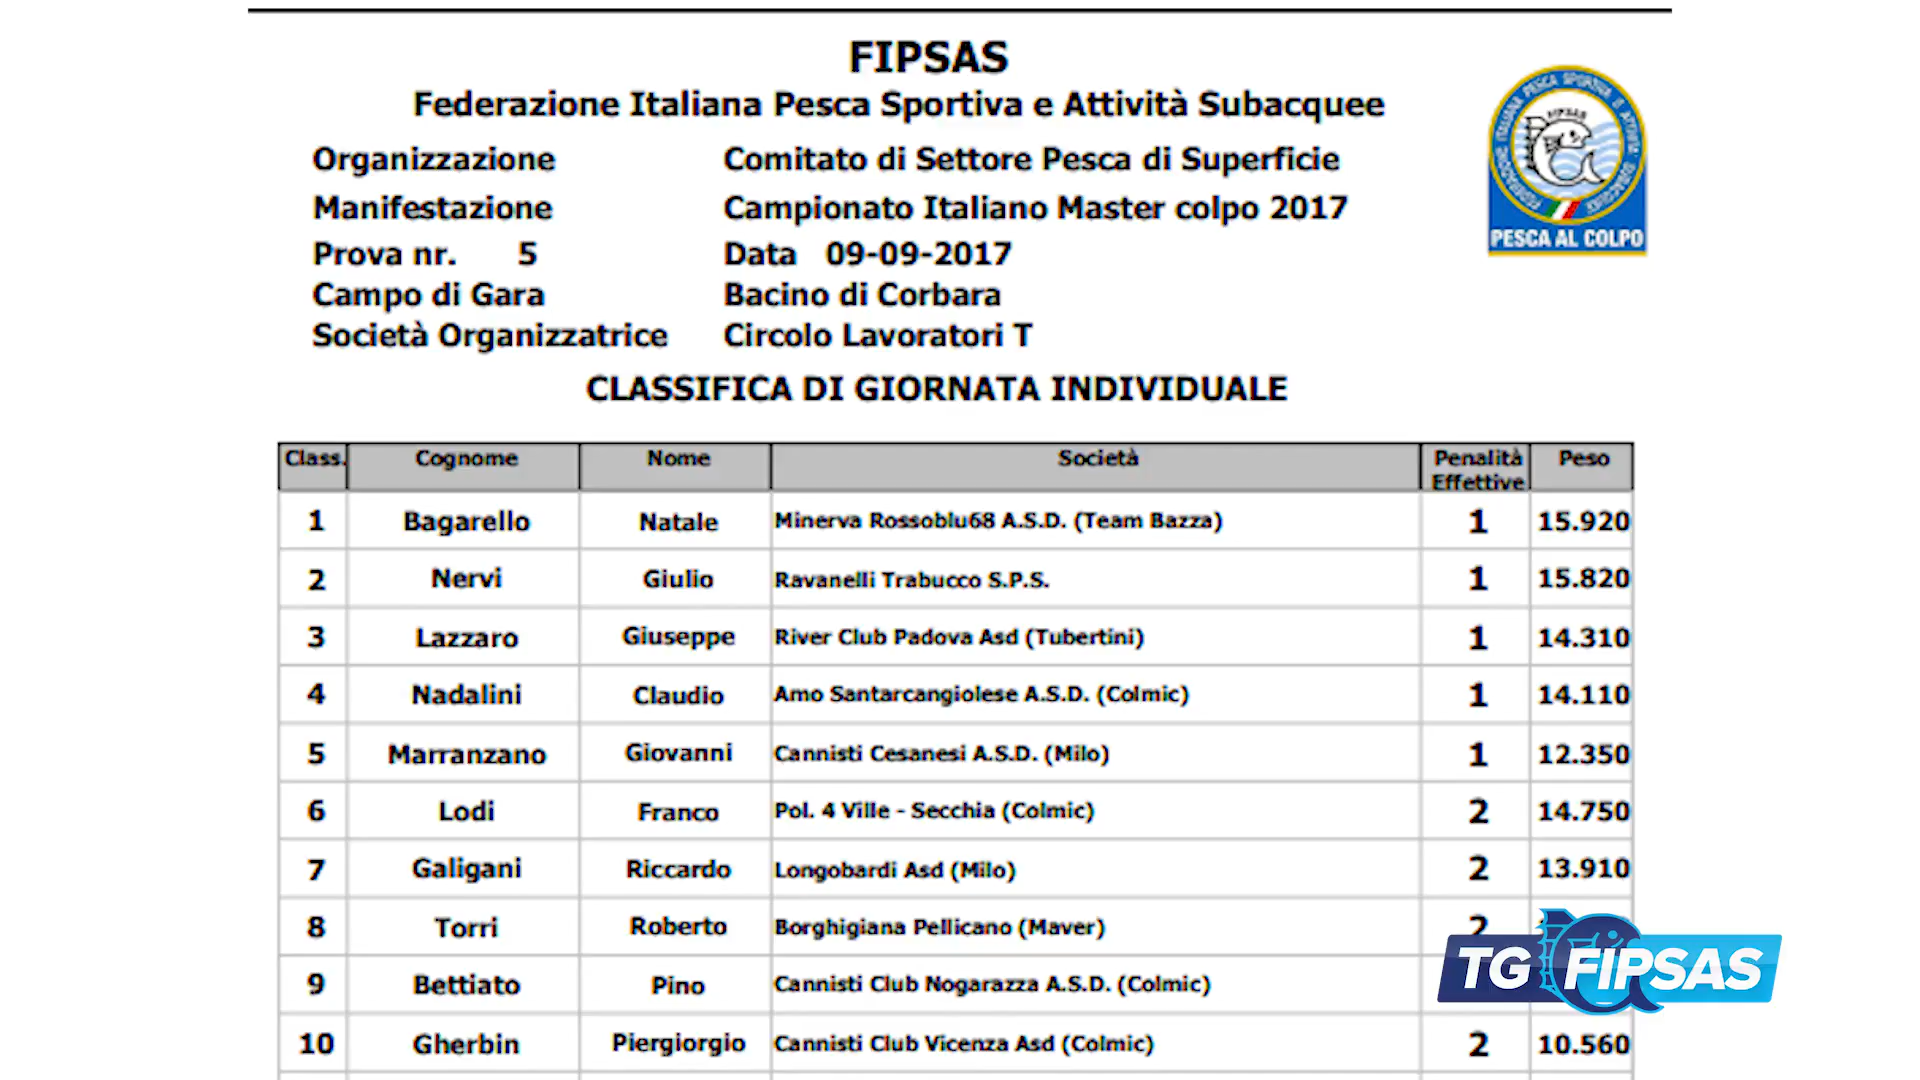 FIPSAS
Federazione Italiana Pesca Sportiva e Attività Subacquee
Organizzazione Comitato di Settore Pesca di Superficie
Manifestazione Campionato Italiano Master colpo 2017
Prova nr. 5 Data 09-09-2017
Campo di Gara Bacino di Corbara
Società Organizzatrice Circolo Lavoratori T
FIPSAS
PESCA AL COLPO
CLASSIFICA DI GIORNATA INDIVIDUALE
Class. Cognome Nome Società Penalità Effettive Peso
1 Bagarello Natale Minerva Rossoblu68 A.S.D. (Team Bazza) 1 15.920
2 Nervi Giulio Ravanelli Trabucco S.P.S. 1 15.820
3 Lazzaro Giuseppe River Club Padova Asd (Tubertini) 1 14.310
4 Nadalini Claudio Amo Santarcangiolese A.S.D. (Colmic) 1 14.110
5 Marranzano Giovanni Cannisti Cesanesi A.S.D. (Milo) 1 12.350
6 Lodi Franco Pol. 4 Ville - Secchia (Colmic) 2 14.750
7 Galigani Riccardo Longobardi Asd (Milo) 2 13.910
8 Torri Roberto Borghigiana Pellicano (Maver) 2
9 Bettiato Pino Cannisti Club Nogarazza A.S.D. (Colmic)
10 Gherbin Piergiorgio Cannisti Club Vicenza Asd (Colmic) 2 10.560
TG FIPSAS